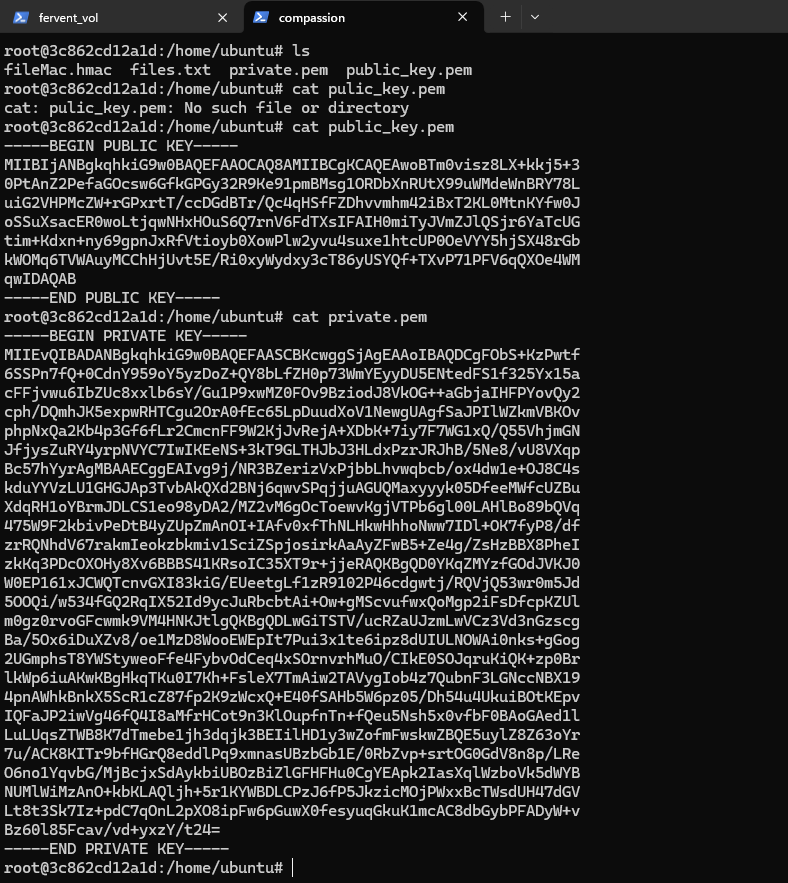 fervent_vol
compassion
root@3c862cd12a1d:/home/ubuntu# ls
fileMac.hmac  files.txt  private.pem  public_key.pem
root@3c862cd12a1d:/home/ubuntu# cat pulic_key.pem
cat: pulic_key.pem: No such file or directory
root@3c862cd12a1d:/home/ubuntu# cat public_key.pem
-----BEGIN PUBLIC KEY-----
MIIBIjANBgkqhkiG9w0BAQEFAAOCAQ8AMIIBCgKCAQEAwoBTm0visz8LX+kkj5+3
0PtAnZ2PefaGOcsw6GfkGPGy32R9Ke91pmBMsg1ORDbXnRUtX99uWMdeWnBRY78L
uiG2VHPMcZW+rGPxrtT/ccDGdBTr/Qc4qHSfFZDhvvmhm42iBxT2KL0MtnKYfw0J
oSSuXsacER0woLtjqwNHxHOuS6Q7rnV6FdTXsIFAIH0miTyJVmZJlQSjr6YaTcUG
tim+Kdxn+ny69gpnJxRfVtioyb0XowPlw2yvu4suxe1htcUP0OeVYY5hjSX48rGb
kWOMq6TVWAuyMCChHjUvt5E/Ri0xyWydxy3cT86yUSYQf+TXvP71PFV6qQXOe4WM
qwIDAQAB
-----END PUBLIC KEY-----
root@3c862cd12a1d:/home/ubuntu# cat private.pem
-----BEGIN PRIVATE KEY-----
MIIEvQIBADANBgkqhkiG9w0BAQEFAASCBKcwggSjAgEAAoIBAQDCgFObS+KzPwtf
6SSPn7fQ+0CdnY959oY5yzDoZ+QY8bLfZH0p73WmYEyyDU5ENtedFS1f325Yx15a
cFFjvwu6IbZUc8xxlb6sY/Gu1P9xwMZ0FOv9BziodJ8VkOG++aGbjaIHFPYovQy2
cph/DQmhJK5expwRHTCgu2OrA0fEc65LpDuudXoV1NewgUAgfSaJPIlWZkmVBKOv
phpNxQa2Kb4p3Gf6fLr2CmcnFF9W2KjJvRejA+XDbK+7iy7F7WG1xQ/Q55VhjmGN
JfjysZuRY4yrpNVYC7IwIKEeNS+3kT9GLTHJbJ3HLdxPzrJRJhB/5Ne8/vU8VXqp
Bc57hYyrAgMBAAECggEAIvg9j/NR3BZerizVxPjbbLhvwqbcb/ox4dw1e+OJ8C4s
kduYYVzLU1GHGJAp3TvbAkQXd2BNj6qwvSPqjjuAGUQMaxyyyk05DfeeMWfcUZBu
XdqRH1oYBrmJDLCS1eo98yDA2/MZ2vM6gOcToewvKgjVTPb6gl00LAHlBo89bQVq
475W9F2kbivPeDtB4yZUpZmAnOI+IAfv0xfThNLHkwHhhoNww7IDl+OK7fyP8/df
zrRQNhdV67rakmIeokzbkmiv1SciZSpjosirkAaAyZFwB5+Ze4g/ZsHzBBX8PheI
zkKq3PDcOXOHy8Xv6BBBS41KRsoIC35XT9r+jjeRAQKBgQD0YKqZMYzfGOdJVKJ0
W0EP161xJCWQTcnvGXI83kiG/EUeetgLf1zR9102P46cdgwtj/RQVjQ53wr0m5Jd
5OOQi/w534fGQ2RqIX52Id9ycJuRbcbtAi+Ow+gMScvufwxQoMgp2iFsDfcpKZUl
m0gz0rvoGFcwmk9VM4HNKJtlgQKBgQDLwGiTSTV/ucRZaUJzmLwVCz3Vd3nGzscg
Ba/5Ox6iDuXZv8/oe1MzD8WooEWEpIt7Pui3x1te6ipz8dUIULNOWAi0nks+gGog
2UGmphsT8YWStyweoFfe4FybvOdCeq4xSOrnvrhMuO/CIkE0SOJqruKiQK+zp0Br
lkWp6iuAKwKBgHkqTKu0I7Kh+FsleX7TmAiw2TAVygIob4z7QubnF3LGNccNBX19
4pnAWhkBnkX5ScR1cZ87fp2K9zWcxQ+E40fSAHb5W6pz05/Dh54u4UkuiBOtKEpv
IQFaJP2iwVg46fQ4I8aMfrHCot9n3KlOupfnTn+fQeu5Nsh5x0vfbF0BAoGAed1l
LuLUqsZTWB8K7dTmebe1jh3dqjk3BEIilHD1y3wZofmFwskwZBQE5uylZ8Z63oYr
7u/ACK8KITr9bfHGrQ8eddlPq9xmnasUBzbGb1E/0RbZvp+srtOG0GdV8n8p/LRe
O6no1YqvbG/MjBcjxSdAykbiUBOzBiZlGFHFHu0CgYEApk2IasXqlWzboVk5dWYB
NUMlWiMzAnO+kbKLAQljh+5r1KYWBDLCPzJ6fP5JkzicMOjPWxxBcTWsdUH47dGV
Lt8t3Sk7Iz+pdC7qOnL2pXO8ipFw6pGuwX0fesyuqGkuK1mcAC8dbGybPFADyW+v
Bz60l85Fcav/vd+yxzY/t24=
-----END PRIVATE KEY-----
root@3c862cd12a1d:/home/ubuntu#